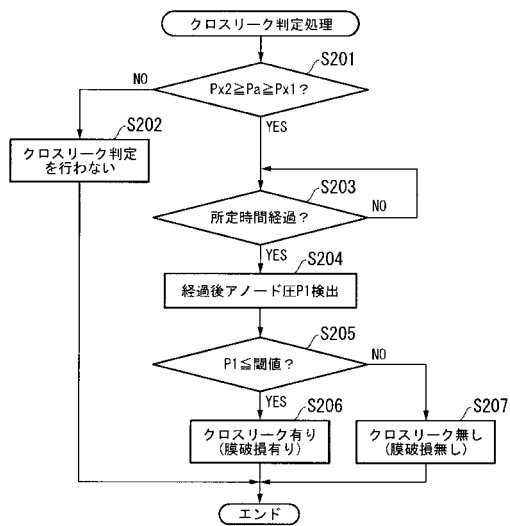 クロスリーク判定処理
S201
Px2≧Pa≧Px1?
NO
YES
S202
クロスリーク判定
を行わない
S203
所定時間経過?
NO
YES
S204
経過後アノード圧P1検出
S205
P1≦閾値?
NO
YES
S206
クロスリーク有り
(膜破損有り)
S207
クロスリーク無し
(膜破損無し)
エンド